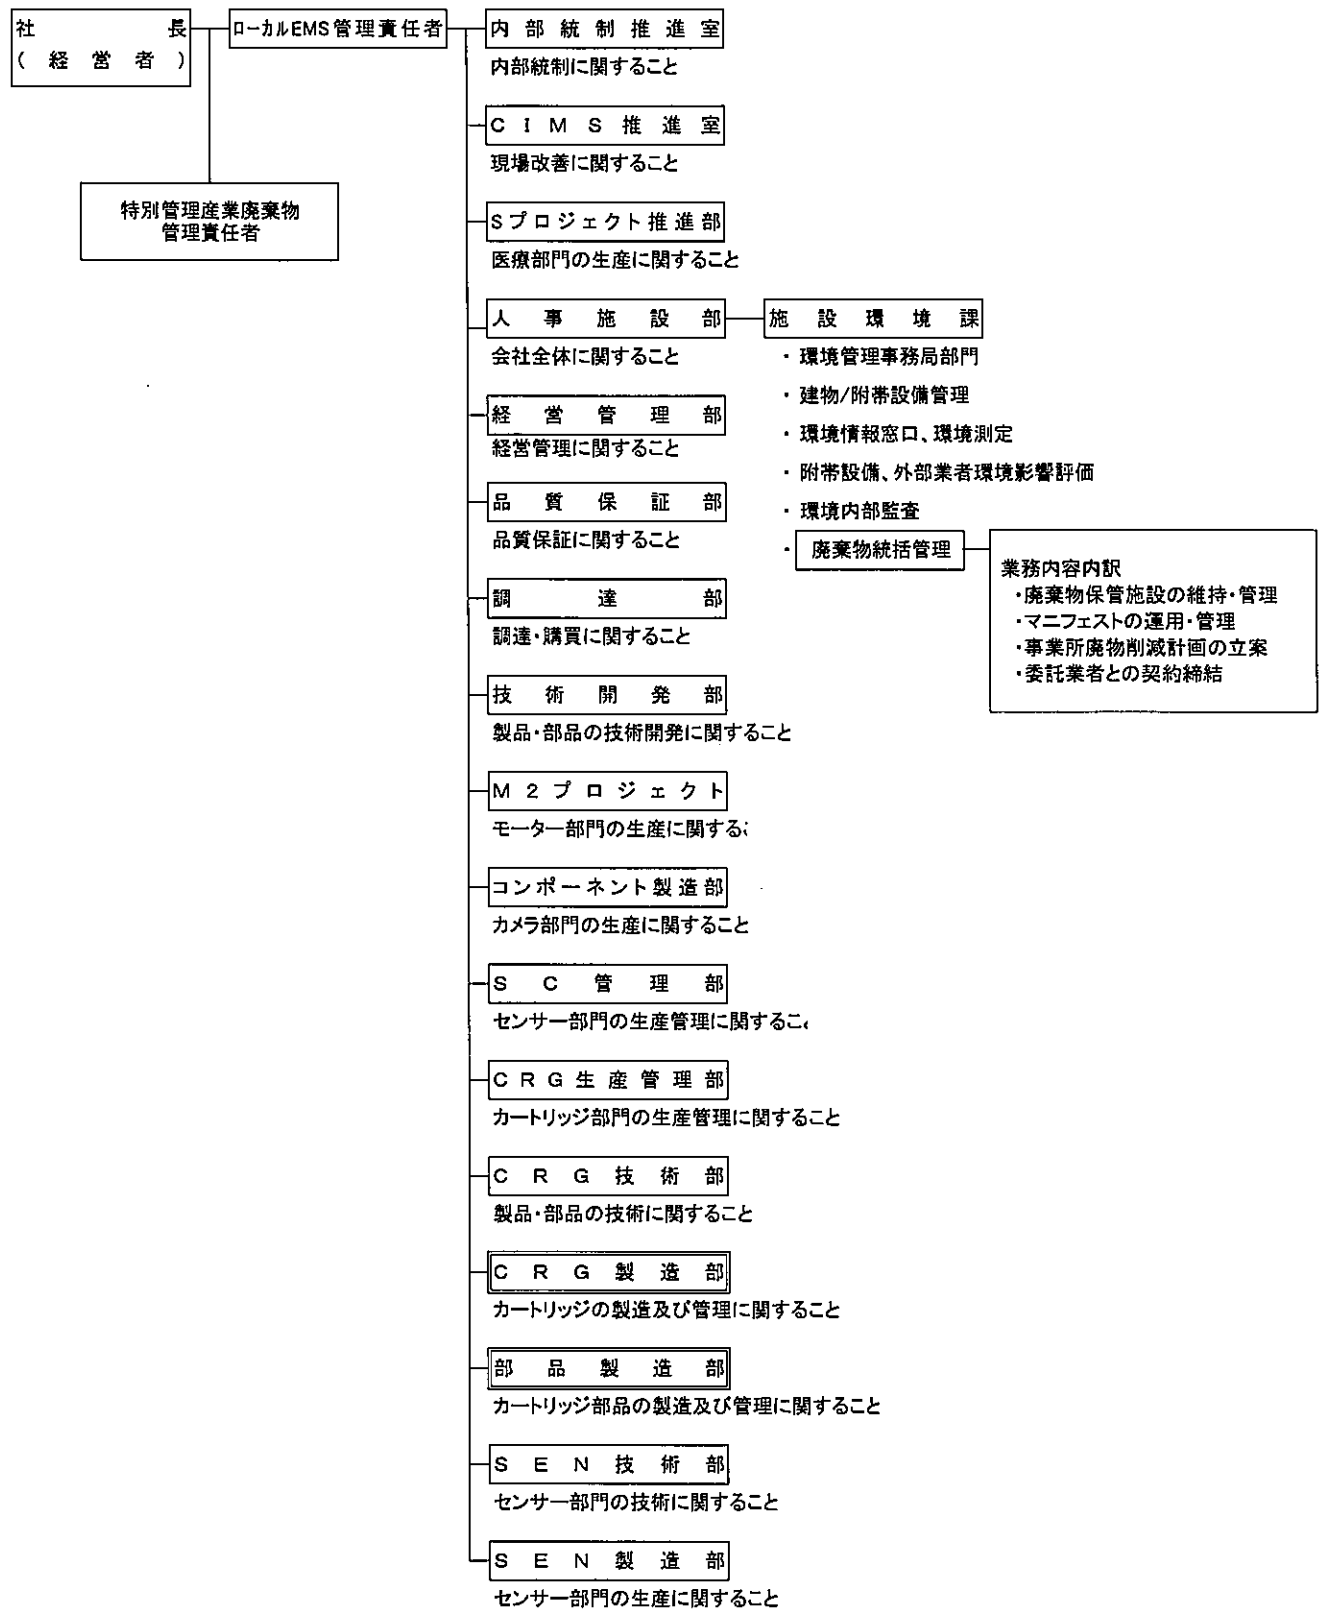 社長
(経営者)
ローカルEMS管理責任者
特別管理産業廃棄物
管理責任者
内部統制推進室
内部統制に関すること
CIMS推進室
現場改善に関すること
Sプロジェクト推進部
医療部門の生産に関すること
人事施設部
会社全体に関すること
施設環境課
・環境管理事務局部門
・建物/附帯設備管理
・環境情報窓口、環境測定
・附帯設備、外部業者環境影響評価
・環境内部監査
・廃棄物統括管理
業務内容内訳
・廃棄物保管施設の維持・管理
・マニフェストの運用・管理
・事業所廃物削減計画の立案
・委託業者との契約締結
経営管理部
経営管理に関すること
品質保証部
品質保証に関すること
調達部
調達・購買に関すること
技術開発部
製品・部品の技術開発に関すること
M2プロジェクト
モーター部門の生産に関する
コンポーネント製造部
カメラ部門の生産に関すること
SC管理部
センサー部門の生産管理に関するこ
CRG生産管理部
カートリッジ部門の生産管理に関すること
CRG技術部
製品・部品の技術に関すること
CRG製造部
カートリッジの製造及び管理に関すること
部品製造部
カートリッジ部品の製造及び管理に関すること
SEN技術部
センサー部門の技術に関すること
SEN製造部
センサー部門の生産に関すること